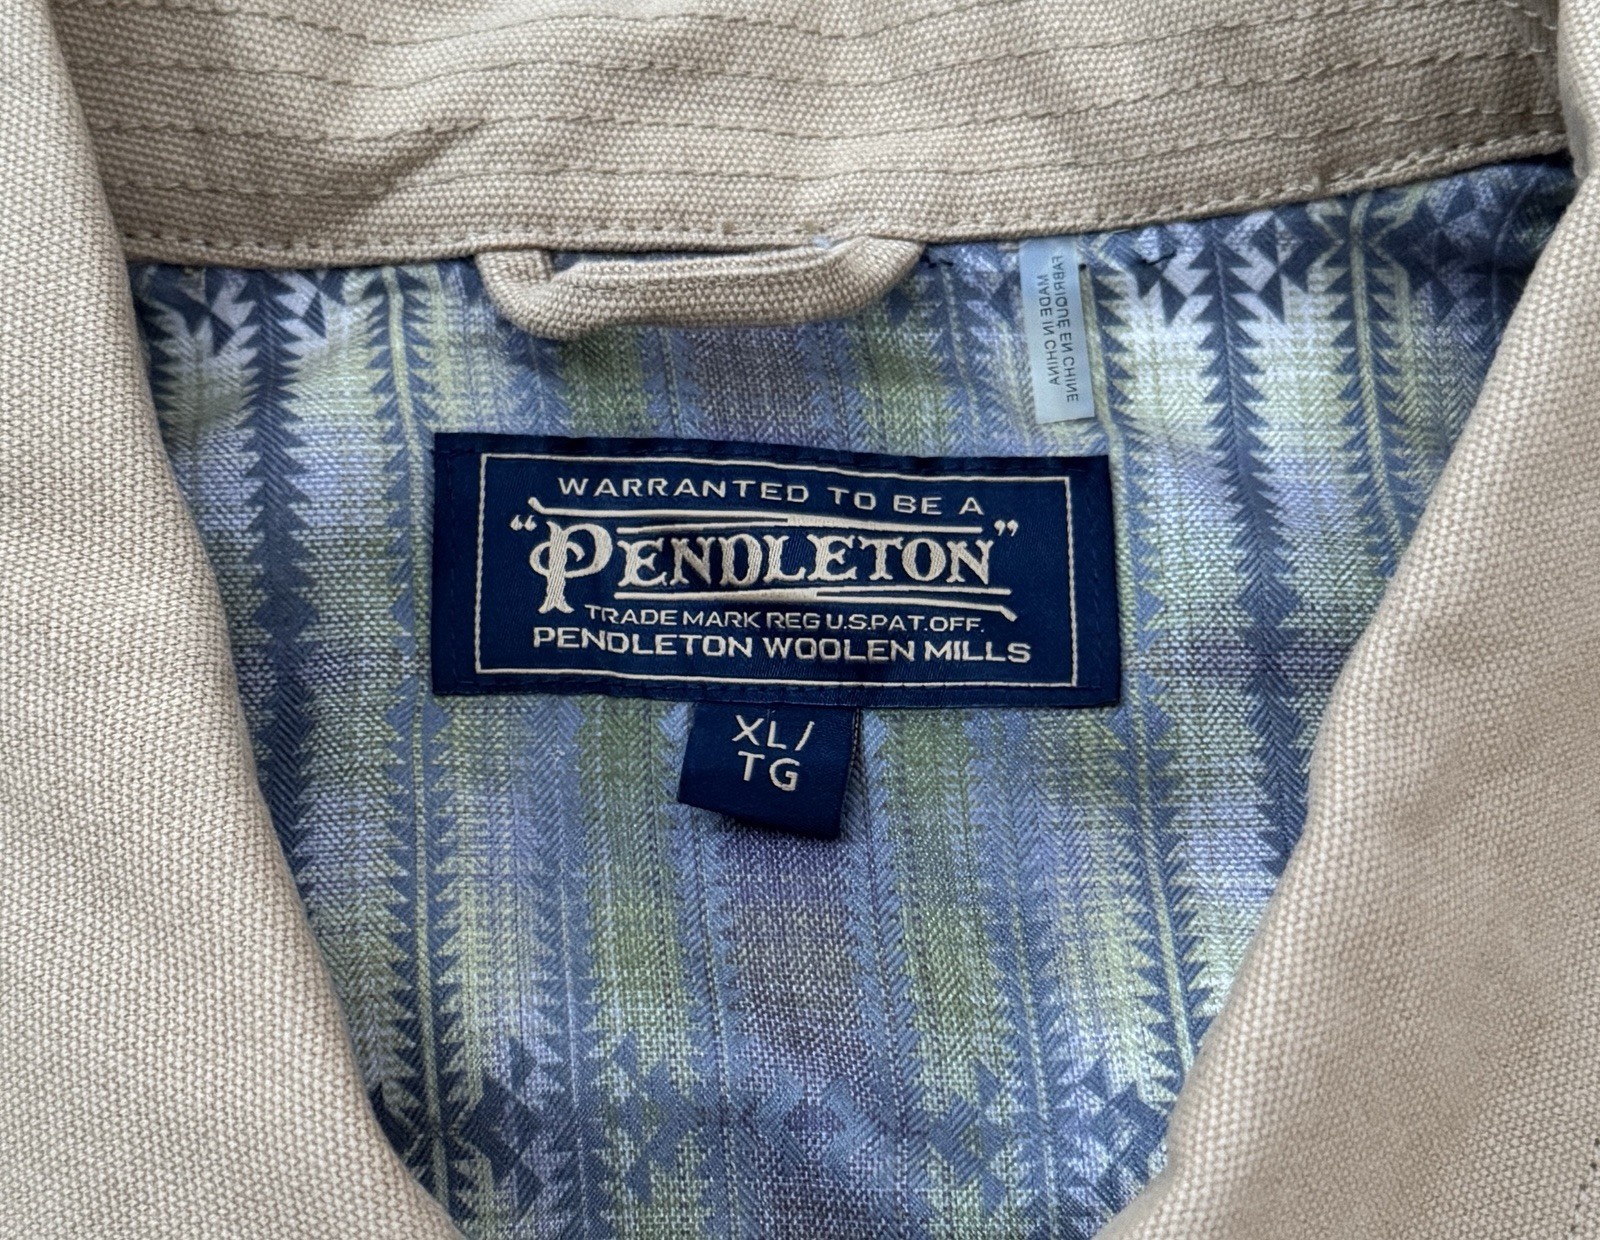 FABRIQUE EN CHINE
MADE IN CHINA
WARRANTED TO BE A
"PENDLETON"
TRADE MARK REG U.S.PAT.OFF.
PENDLETON WOOLEN MILLS
XL/
TG